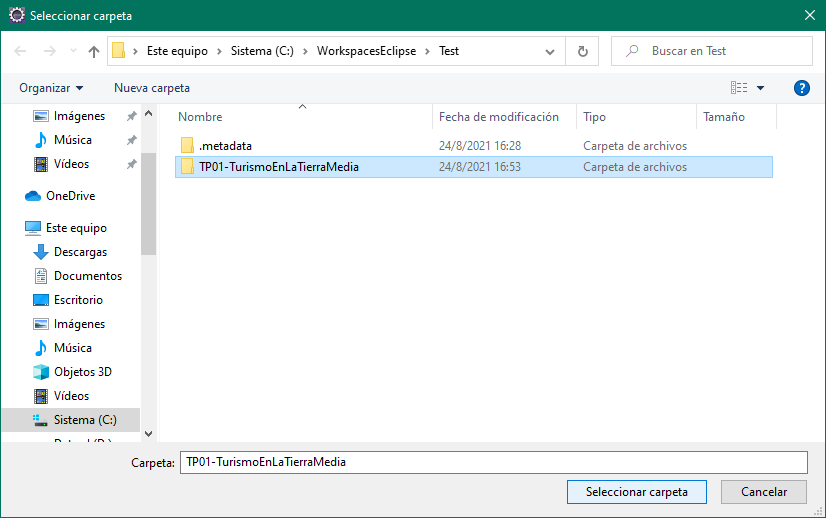 Seleccionar carpeta
Este equipo > Sistema (C:) > WorkspacesEclipse > Test
Buscar en Test
Organizar
Nueva carpeta
Nombre
Fecha de modificación
Tipo
Tamaño
.metadata
24/8/2021 16:28
Carpeta de archivos
TP01-TurismoEnLaTierraMedia
24/8/2021 16:53
Carpeta de archivos
Imágenes
Música
Vídeos
OneDrive
Este equipo
Descargas
Documentos
Escritorio
Imágenes
Música
Objetos 3D
Vídeos
Sistema (C:)
Carpeta:
TP01-TurismoEnLaTierraMedia
Seleccionar carpeta
Cancelar